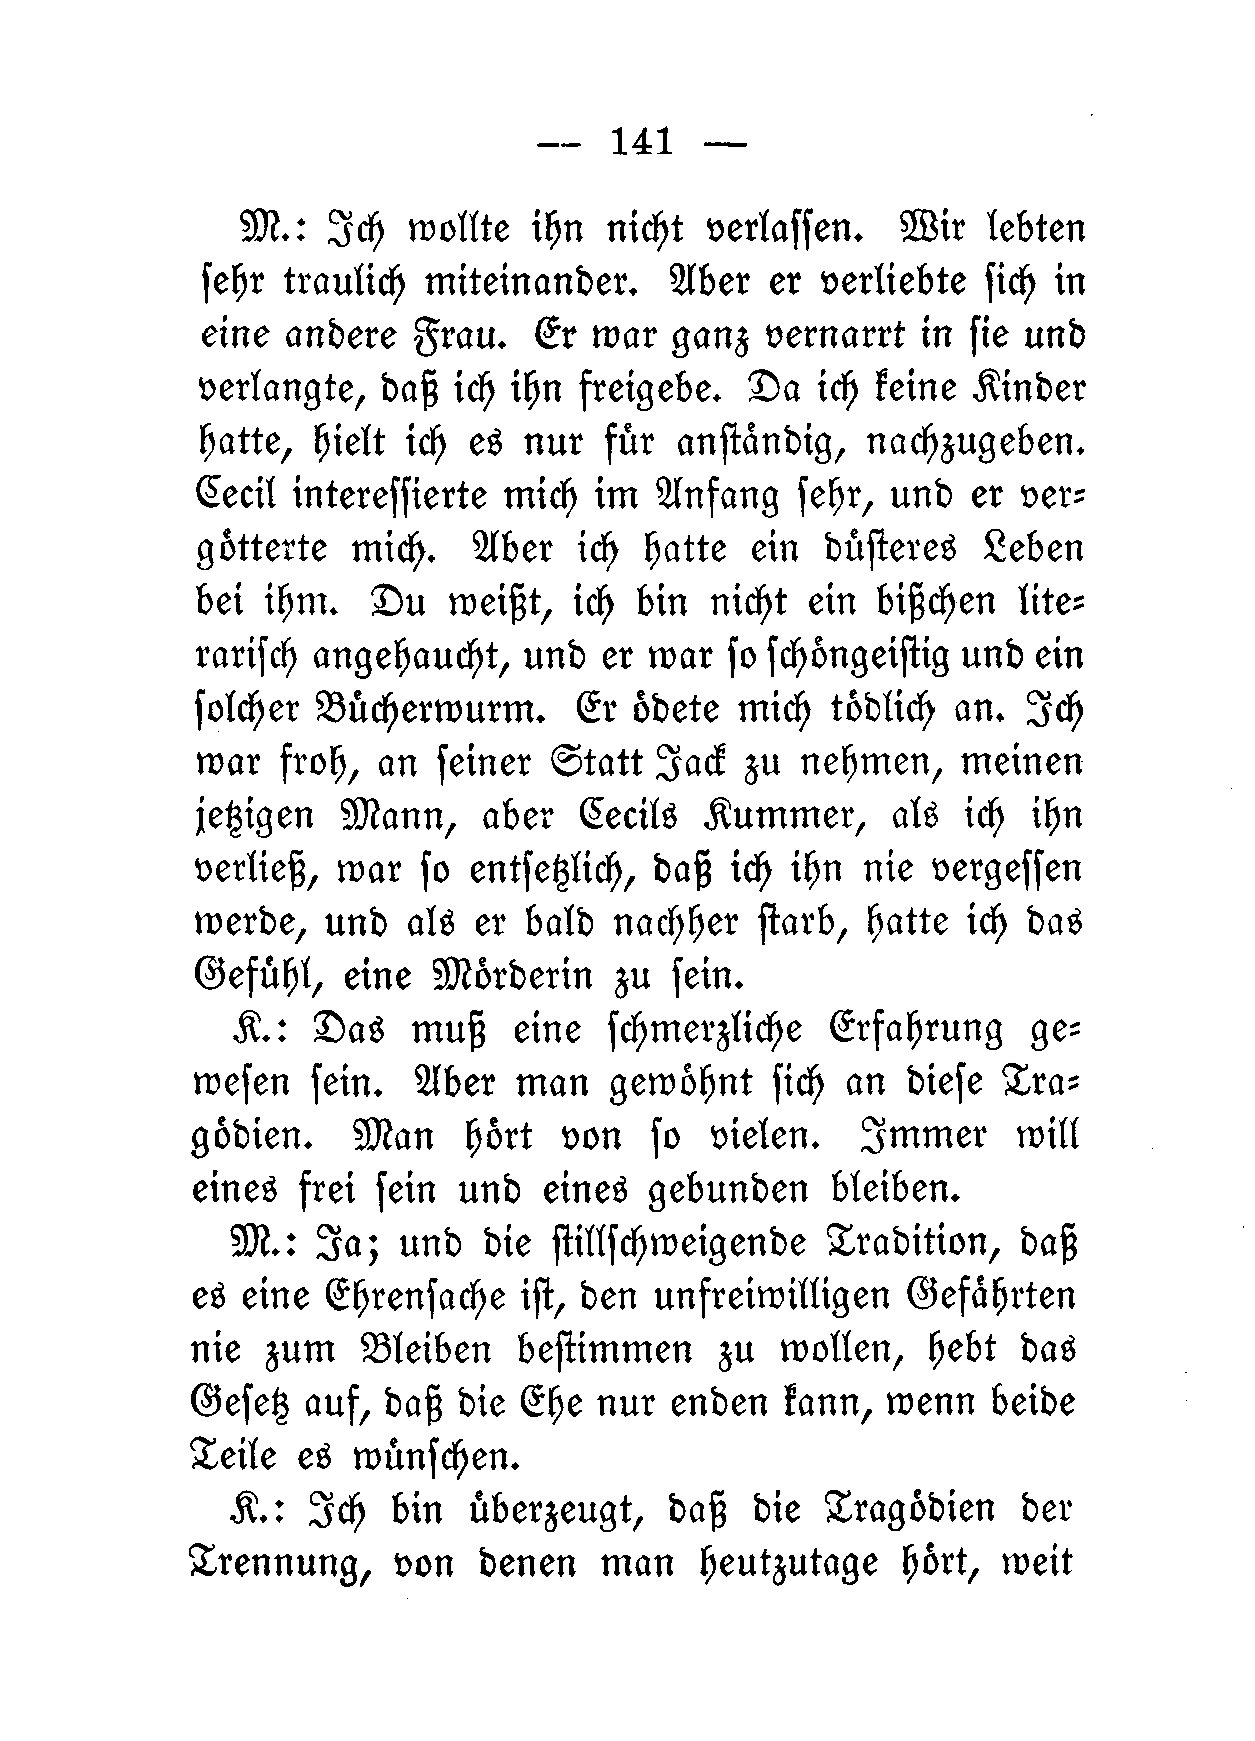 — 141 —
M.: Ich wollte ihn nicht verlassen. Wir lebten
sehr traulich miteinander. Aber er verliebte sich in
eine andere Frau. Er war ganz vernarrt in sie und
verlangte, daß ich ihn freigebe. Da ich keine Kinder
hatte, hielt ich es nur für anständig, nachzugeben.
Cecil interessierte mich im Anfang sehr, und er ver-
götterte mich. Aber ich hatte ein düsteres Leben
bei ihm. Du weißt, ich bin nicht ein bißchen lite-
rarisch angehaucht, und er war so schöngeistig und ein
solcher Bücherwurm. Er ödete mich tödlich an. Ich
war froh, an seiner Statt Jack zu nehmen, meinen
jetzigen Mann, aber Cecils Kummer, als ich ihn
verließ, war so entsetzlich, daß ich ihn nie vergessen
werde, und als er bald nachher starb, hatte ich das
Gefühl, eine Mörderin zu sein.
K.: Das muß eine schmerzliche Erfahrung ge-
wesen sein. Aber man gewöhnt sich an diese Tra-
gödien. Man hört von so vielen. Immer will
eines frei sein und eines gebunden bleiben.
M.: Ja; und die stillschweigende Tradition, daß
es eine Ehrensache ist, den unfreiwilligen Gefährten
nie zum Bleiben bestimmen zu wollen, hebt das
Gesetz auf, daß die Ehe nur enden kann, wenn beide
Teile es wünschen.
K.: Ich bin überzeugt, daß die Tragödien der
Trennung, von denen man heutzutage hört, weit